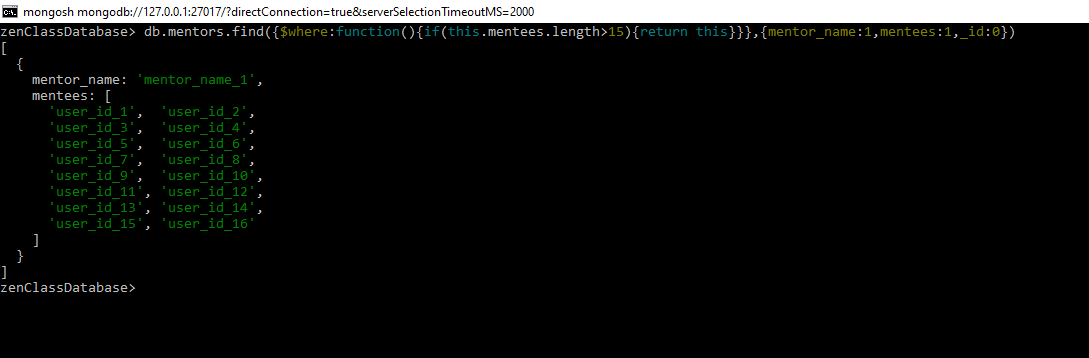 mongosh mongodb://127.0.0.1:27017/?directConnection=true&serverSelectionTimeoutMS=2000
zenClassDatabase> db.mentors.find({$where:function(){if(this.mentees.length>15){return this}}},{mentor_name:1,mentees:1,_id:0})
[
  {
    mentor_name: 'mentor_name_1',
    mentees: [
      'user_id_1',  'user_id_2',
      'user_id_3',  'user_id_4',
      'user_id_5',  'user_id_6',
      'user_id_7',  'user_id_8',
      'user_id_9',  'user_id_10',
      'user_id_11', 'user_id_12',
      'user_id_13', 'user_id_14',
      'user_id_15', 'user_id_16'
    ]
  }
]
zenClassDatabase>